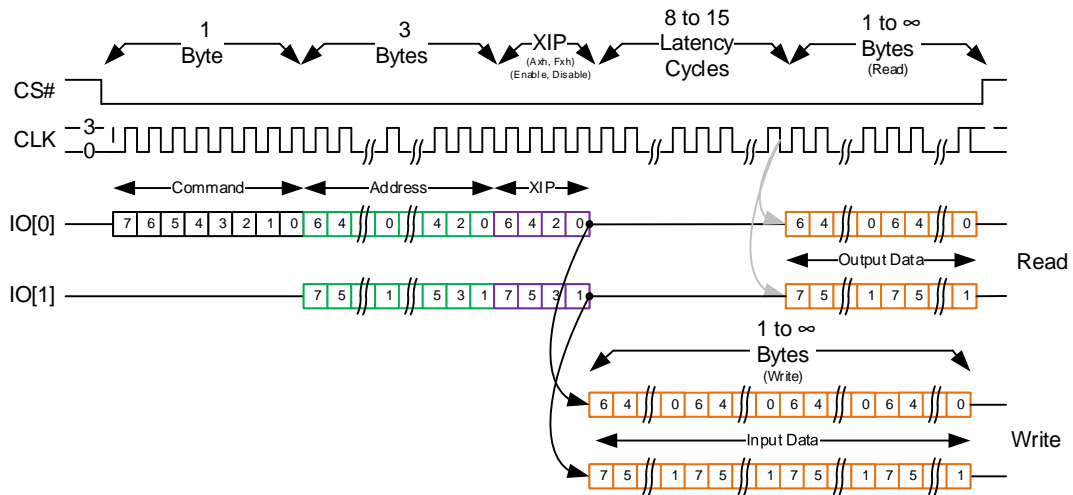 1 Byte
3 Bytes
XIP
(Axh, Fxh)
(Enable, Disable)
8 to 15 Latency Cycles
1 to ∞ Bytes
(Read)
CS#
CLK 3 0
Command Address XIP
IO[0] 7 6 5 4 3 2 1 0 6 4 0 4 2 0 6 4 2 0 6 4 0 6 4 0
Output Data Read
IO[1] 7 5 1 5 3 1 7 5 3 1 7 5 1 7 5 1
1 to ∞
Bytes
(Write)
6 4 0 6 4 0 6 4 0 6 4 0
Input Data Write
7 5 1 7 5 1 7 5 1 7 5 1